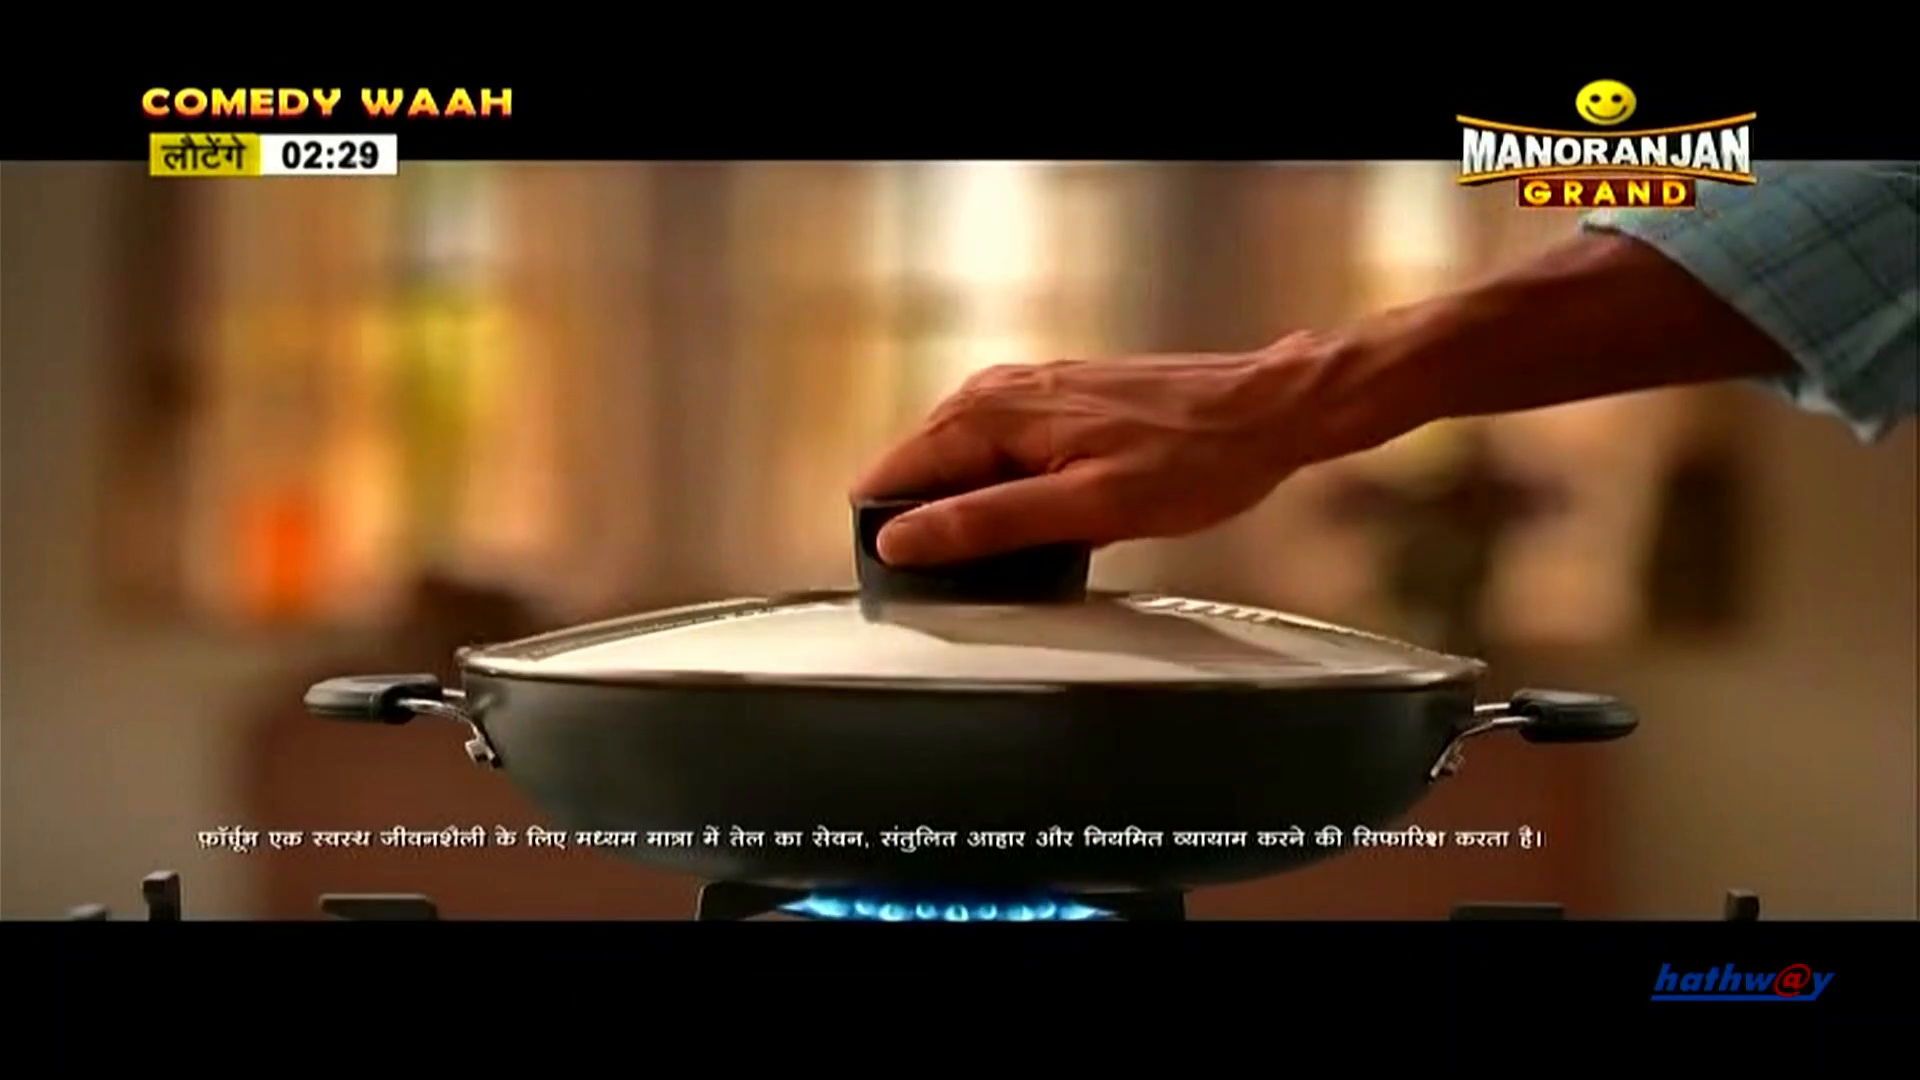 COMEDY WAAH
लौटेंगे 02:29
MANORANJAN
GRAND
फ़ॉर्चून एक स्वस्थ जीवनशैली के लिए मध्यम मात्रा में तेल का सेवन, संतुलित आहार और नियमित व्यायाम करने की सिफारिश करता है।
hathw@y